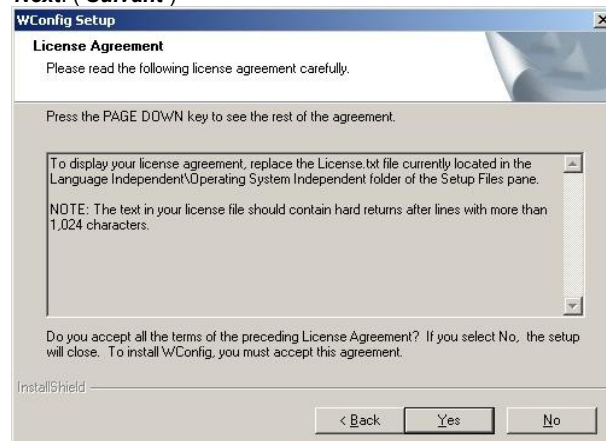 Next. ( Suivant )
WConfig Setup
License Agreement
Please read the following license agreement carefully.
Press the PAGE DOWN key to see the rest of the agreement.
To display your license agreement, replace the License.txt file currently located in the
Language Independent\Operating System Independent folder of the Setup Files pane.
NOTE: The text in your license file should contain hard returns after lines with more than
1,024 characters.
Do you accept all the terms of the preceding License Agreement? If you select No, the setup
will close. To install WConfig, you must accept this agreement.
InstallShield
< Back Yes No